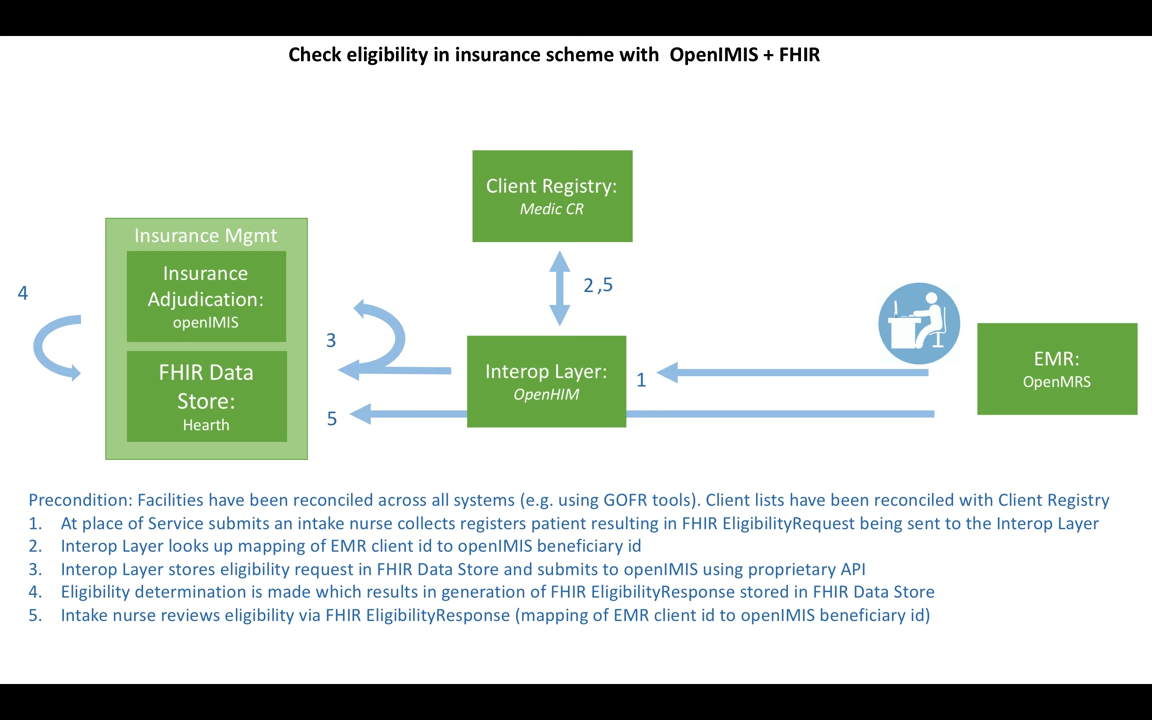 Check eligibility in insurance scheme with OpenIMIS + FHIR
Client Registry:
Medic CR
Insurance Mgmt
Insurance
Adjudication:
openIMIS
FHIR Data
Store:
Hearth
4
3
5
2 ,5
Interop Layer:
OpenHIM
1
EMR:
OpenMRS
Precondition: Facilities have been reconciled across all systems (e.g. using GOFR tools). Client lists have been reconciled with Client Registry
1. At place of Service submits an intake nurse collects registers patient resulting in FHIR EligibilityRequest being sent to the Interop Layer
2. Interop Layer looks up mapping of EMR client id to openIMIS beneficiary id
3. Interop Layer stores eligibility request in FHIR Data Store and submits to openIMIS using proprietary API
4. Eligibility determination is made which results in generation of FHIR EligibilityResponse stored in FHIR Data Store
5. Intake nurse reviews eligibility via FHIR EligibilityResponse (mapping of EMR client id to openIMIS beneficiary id)